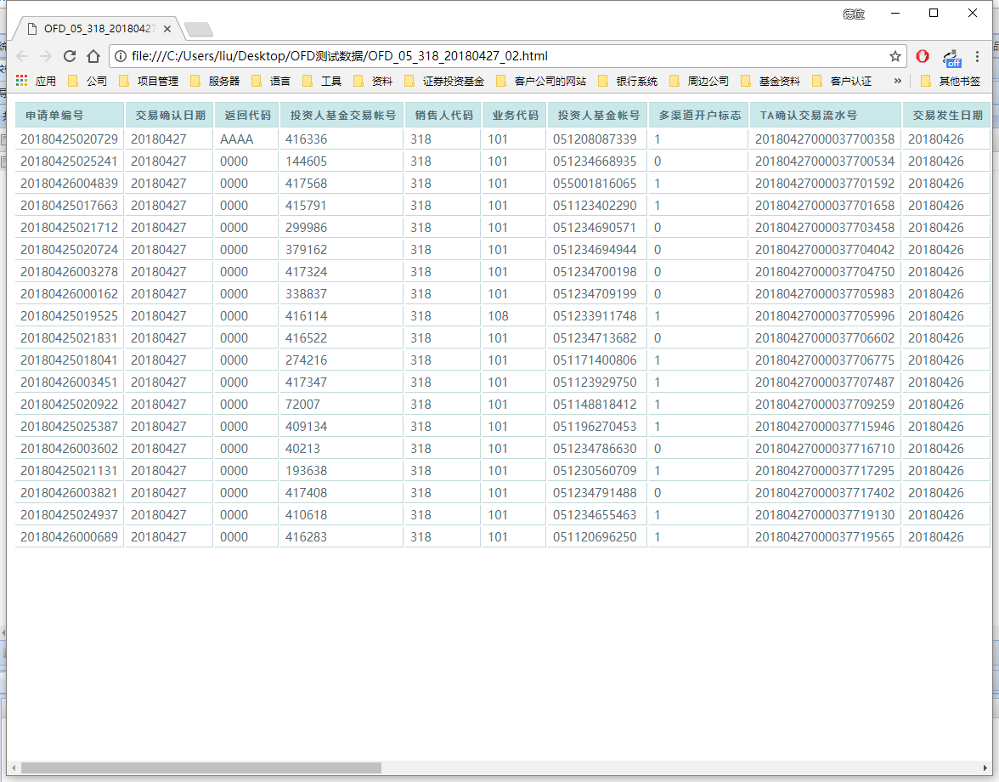 德位
OFD_05_318_20180427
file:///C:/Users/liu/Desktop/OFD测试数据/OFD_05_318_20180427_02.html
off
应用 公司 项目管理 服务器 语言 工具 资料 证券投资基金 客户公司的网站 银行系统 周边公司 基金资料 客户认证 » 其他书签
申请单编号 交易确认日期 返回代码 投资人基金交易帐号 销售人代码 业务代码 投资人基金帐号 多渠道开户标志 TA确认交易流水号 交易发生日期
20180425020729 20180427 AAAA 416336 318 101 051208087339 1 20180427000037700358 20180426
20180425025241 20180427 0000 144605 318 101 051234668935 0 20180427000037700534 20180426
20180426004839 20180427 0000 417568 318 101 055001816065 1 20180427000037701592 20180426
20180425017663 20180427 0000 415791 318 101 051123402290 1 20180427000037701658 20180426
20180425021712 20180427 0000 299986 318 101 051234690571 0 20180427000037703458 20180426
20180425020724 20180427 0000 379162 318 101 051234694944 0 20180427000037704042 20180426
20180426003278 20180427 0000 417324 318 101 051234700198 0 20180427000037704750 20180426
20180426000162 20180427 0000 338837 318 101 051234709199 0 20180427000037705983 20180426
20180425019525 20180427 0000 416114 318 108 051233911748 1 20180427000037705996 20180426
20180425021831 20180427 0000 416522 318 101 051234713682 0 20180427000037706602 20180426
20180425018041 20180427 0000 274216 318 101 051171400806 1 20180427000037706775 20180426
20180426003451 20180427 0000 417347 318 101 051123929750 1 20180427000037707487 20180426
20180425020922 20180427 0000 72007 318 101 051148818412 1 20180427000037709259 20180426
20180425025387 20180427 0000 409134 318 101 051196270453 1 20180427000037715946 20180426
20180426003602 20180427 0000 40213 318 101 051234786630 0 20180427000037716710 20180426
20180425021131 20180427 0000 193638 318 101 051230560709 1 20180427000037717295 20180426
20180426003821 20180427 0000 417408 318 101 051234791488 0 20180427000037717402 20180426
20180425024937 20180427 0000 410618 318 101 051234655463 1 20180427000037719130 20180426
20180426000689 20180427 0000 416283 318 101 051120696250 1 20180427000037719565 20180426